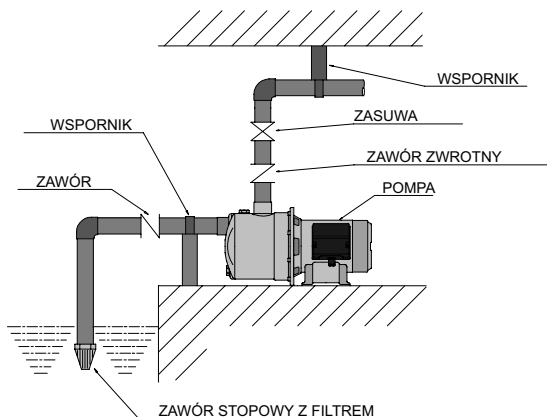 WSPORNIK
ZASUWA
WSPORNIK
ZAWÓR ZWROTNY
ZAWÓR
POMPA
ZAWÓR STOPOWY Z FILTREM